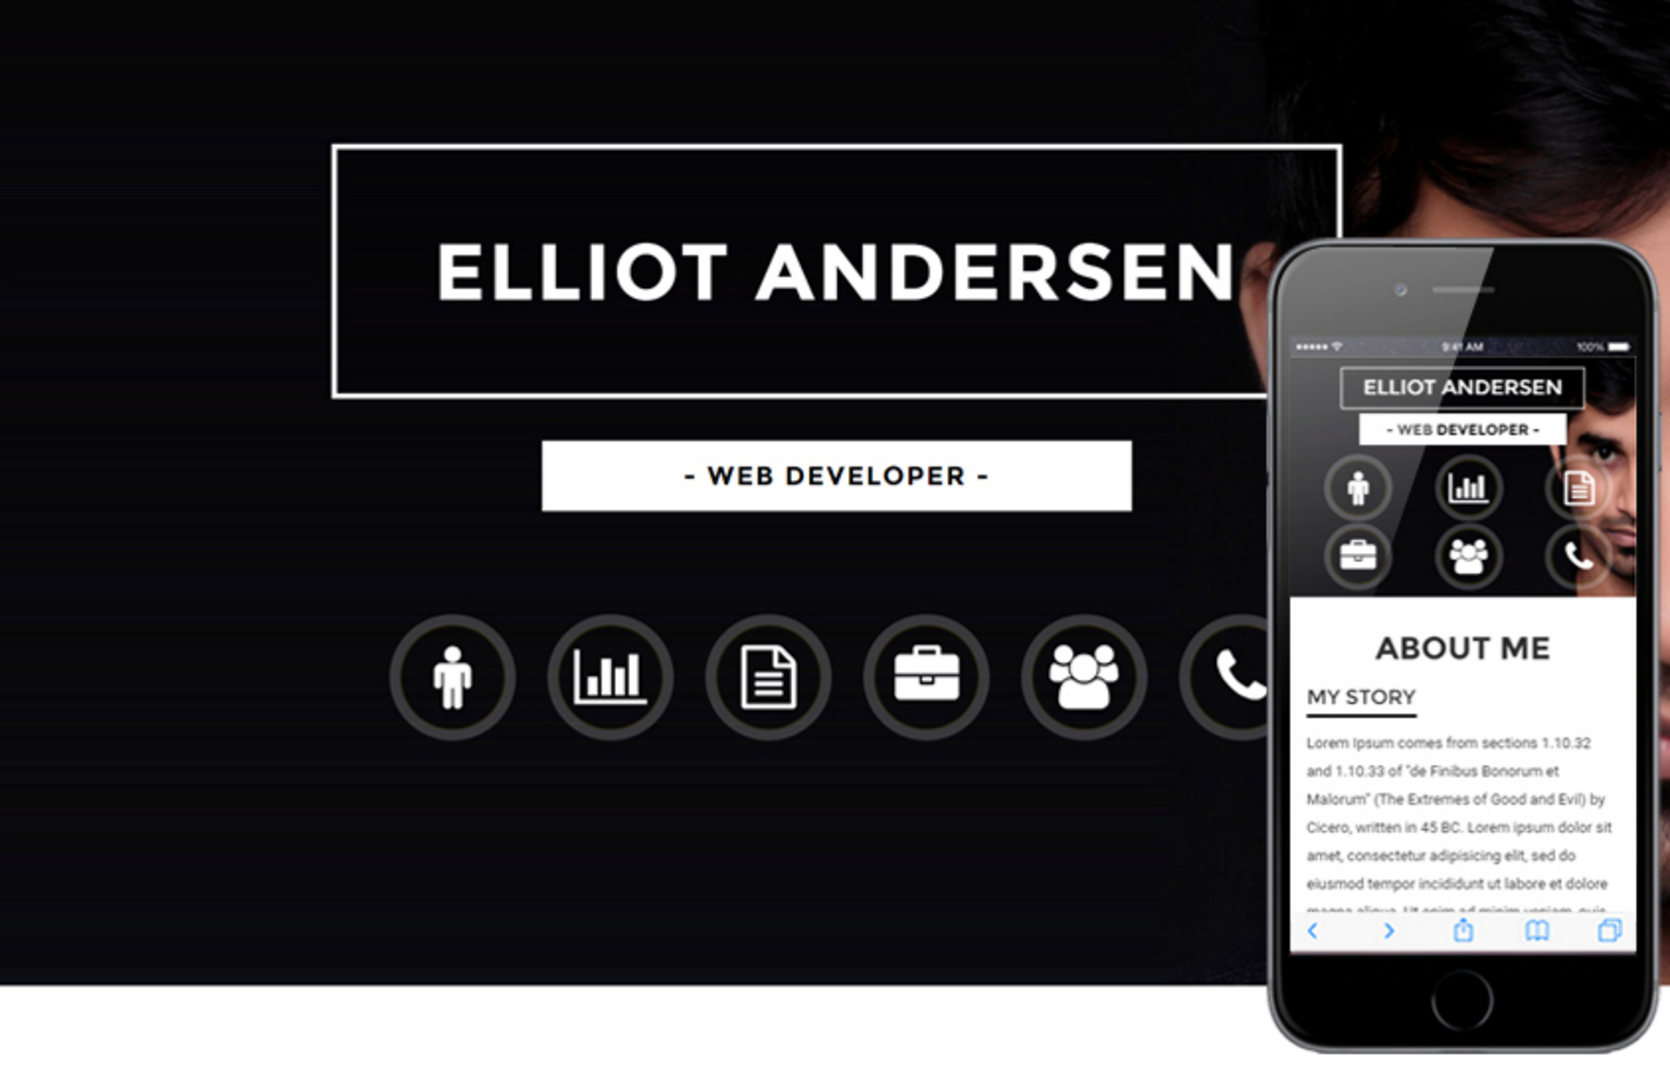 ELLIOT ANDERSEN
- WEB DEVELOPER -
9:41 AM
100%
ELLIOT ANDERSEN
- WEB DEVELOPER -
ABOUT ME
MY STORY
Lorem Ipsum comes from sections 1.10.32
and 1.10.33 of "de Finibus Bonorum et
Malorum" (The Extremes of Good and Evil) by
Cicero, written in 45 BC. Lorem ipsum dolor sit
amet, consectetur adipisicing elit, sed do
eiusmod tempor incididunt ut labore et dolore